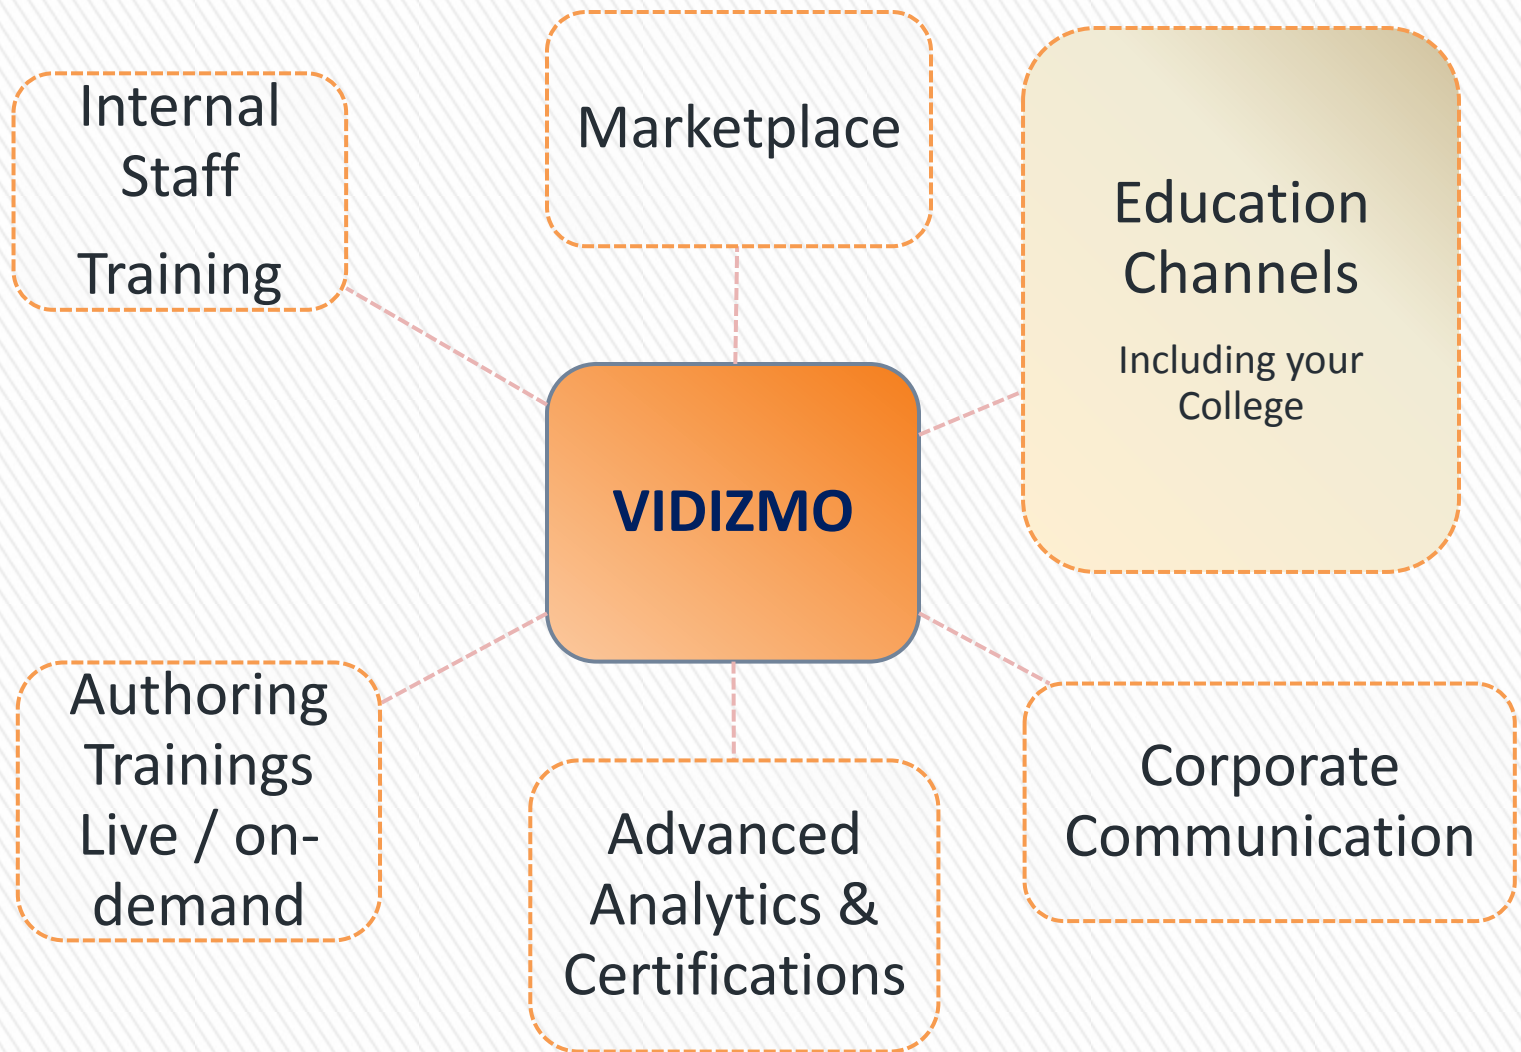 Internal
Staff
Training
Marketplace
Education
Channels
Including your
College
VIDIZMO
Authoring
Trainings
Live / on-
demand
Advanced
Analytics &
Certifications
Corporate
Communication